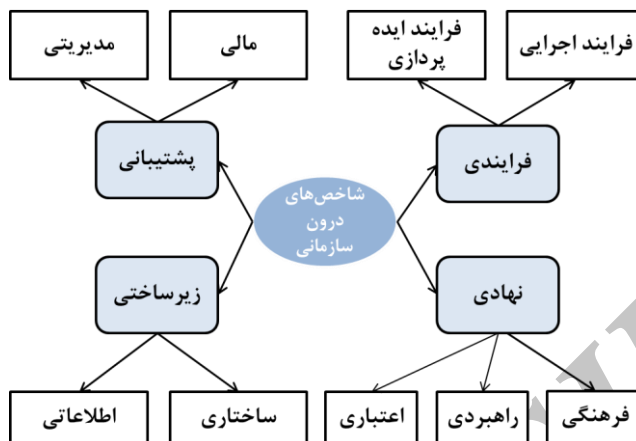 فرایند اجرایی
فرایند ایده
پردازی
مالی
مدیریتی
فرایندی
پشتیبانی
شاخص‌های
درون
سازمانی
نهادی
زیرساختی
فرهنگی
راهبردی
اعتباری
ساختاری
اطلاعاتی